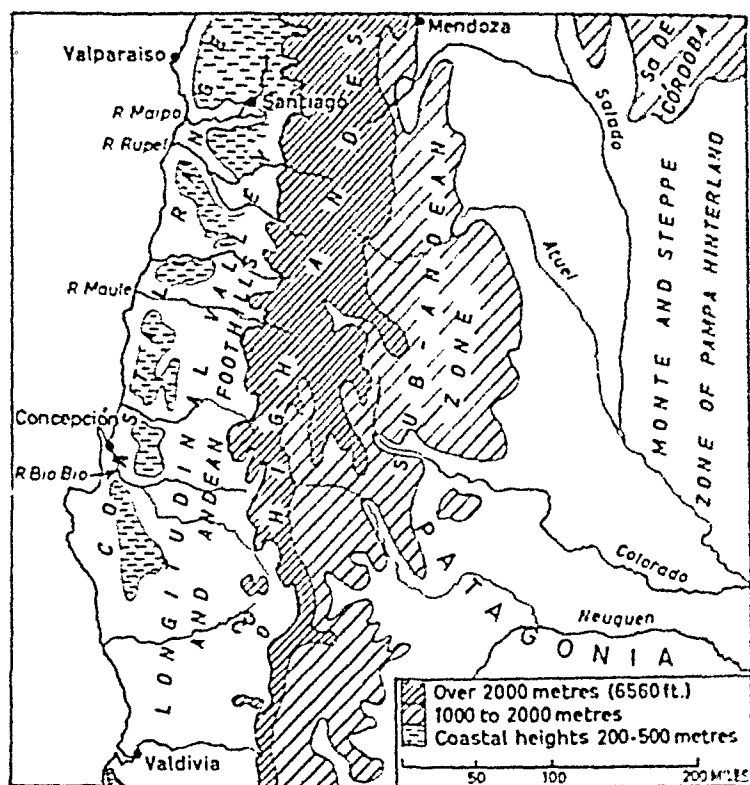 Mendoza
Valparaiso
Santiago
R. Maipo
R. Rupel
R. Maule
Concepción
R. Bio Bio
Valdivia
COASTAL RANGE
LONGITUDINAL VALLEY
AND ANDEAN FOOTHILLS
HIGH ANDES
SUB-ANDEAN
ZONE
PATAGONIA
Sa DE
CÓRDOBA
Salado
Atuel
MONTE AND STEPPE
ZONE OF PAMPA HINTERLAND
Colorado
Neuquen
Over 2000 metres (6560 ft.)
1000 to 2000 metres
Coastal heights 200-500 metres
50 100 200 MILES